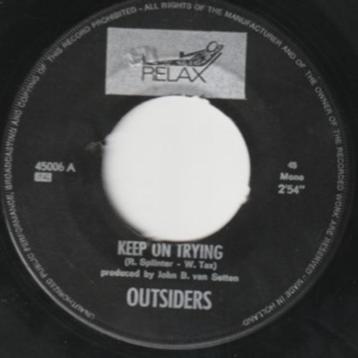 ALL RIGHTS OF THE MANUFACTURER AND OF THE OWNER OF THE RECORDED WORK ARE RESERVED · MADE IN HOLLAND
UNAUTHORIZED PUBLIC PERFORMANCE, BROADCASTING AND COPYING OF THIS RECORD PROHIBITED
RELAX
45006 A
45
Mono
2'54"
KEEP ON TRYING
(R. Splinter - W. Tax)
produced by John B. van Setten
OUTSIDERS